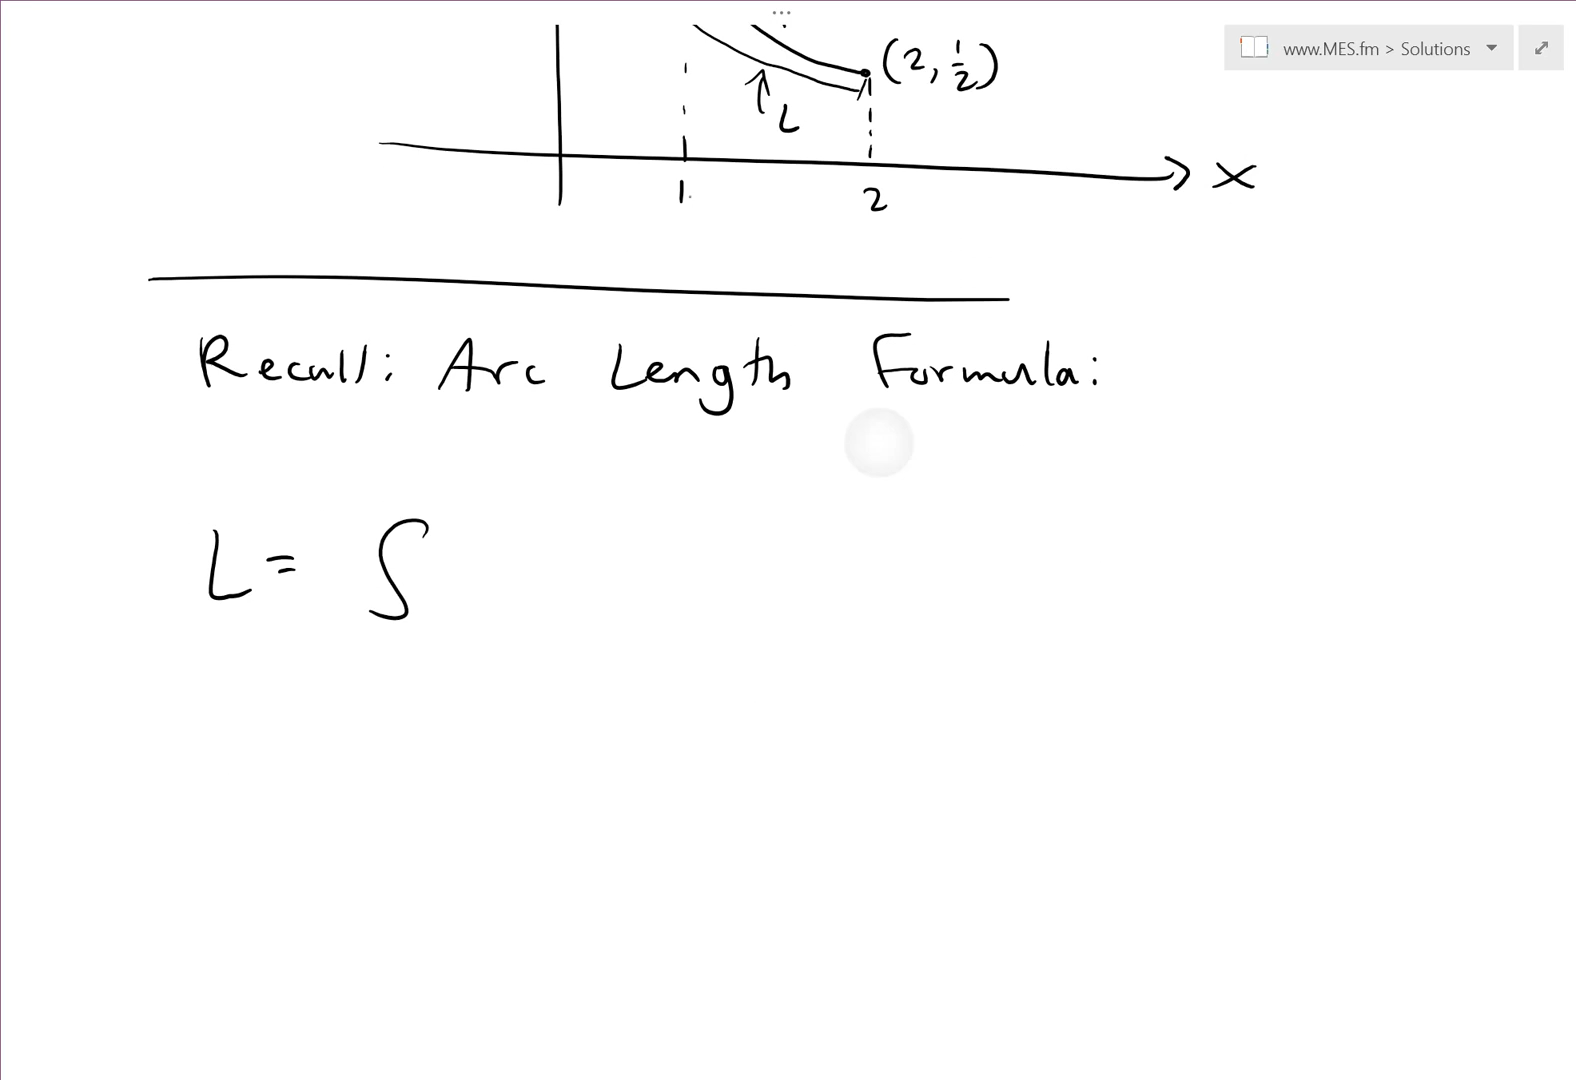 www.MES.fm > Solutions
(2, 1/2)
L
1
2
x
Recall: Arc Length Formula:
L = ∫